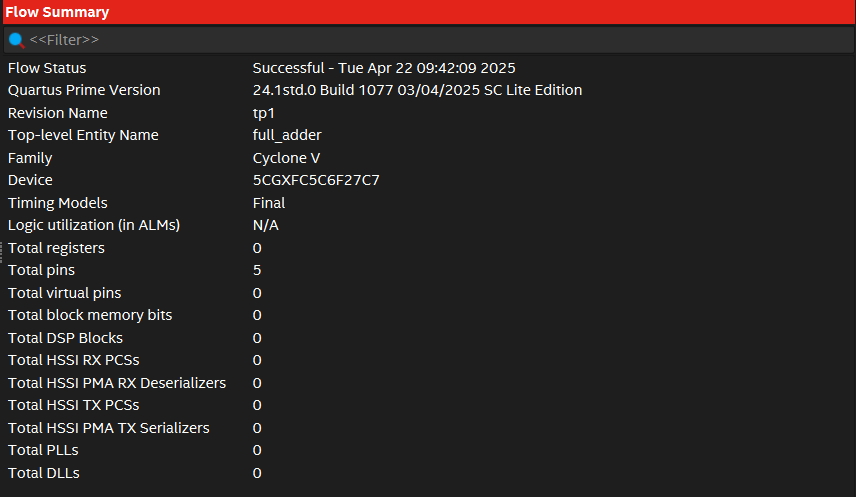 Flow Summary
<<Filter>>
Flow Status Successful - Tue Apr 22 09:42:09 2025
Quartus Prime Version 24.1std.0 Build 1077 03/04/2025 SC Lite Edition
Revision Name tp1
Top-level Entity Name full_adder
Family Cyclone V
Device 5CGXFC5C6F27C7
Timing Models Final
Logic utilization (in ALMs) N/A
Total registers 0
Total pins 5
Total virtual pins 0
Total block memory bits 0
Total DSP Blocks 0
Total HSSI RX PCSs 0
Total HSSI PMA RX Deserializers 0
Total HSSI TX PCSs 0
Total HSSI PMA TX Serializers 0
Total PLLs 0
Total DLLs 0